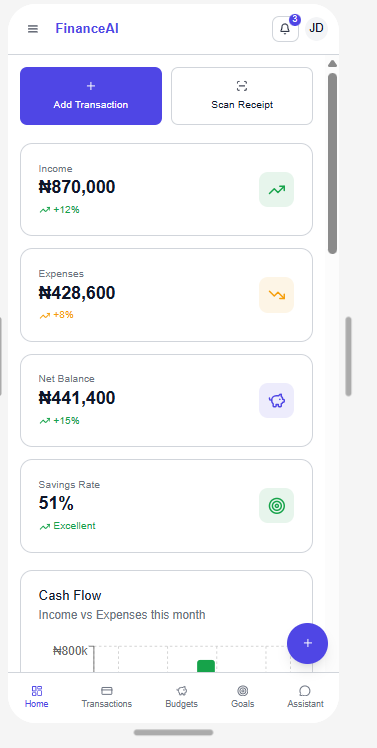 FinanceAI
3
JD
Add Transaction
Scan Receipt
Income
₦870,000
+12%
Expenses
₦428,600
+8%
Net Balance
₦441,400
+15%
Savings Rate
51%
Excellent
Cash Flow
Income vs Expenses this month
₦800k
Home
Transactions
Budgets
Goals
Assistant